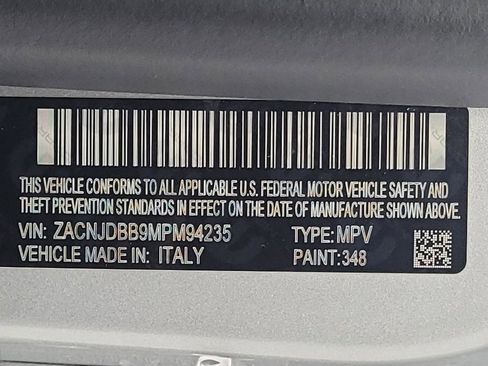 THIS VEHICLE CONFORMS TO ALL APPLICABLE U.S. FEDERAL MOTOR VEHICLE SAFETY AND
THEFT PREVENTION STANDARDS IN EFFECT ON THE DATE OF MANUFACTURE SHOWN ABOVE.
VIN: ZACNJDBB9MPM94235 TYPE: MPV
VEHICLE MADE IN: ITALY PAINT: 348